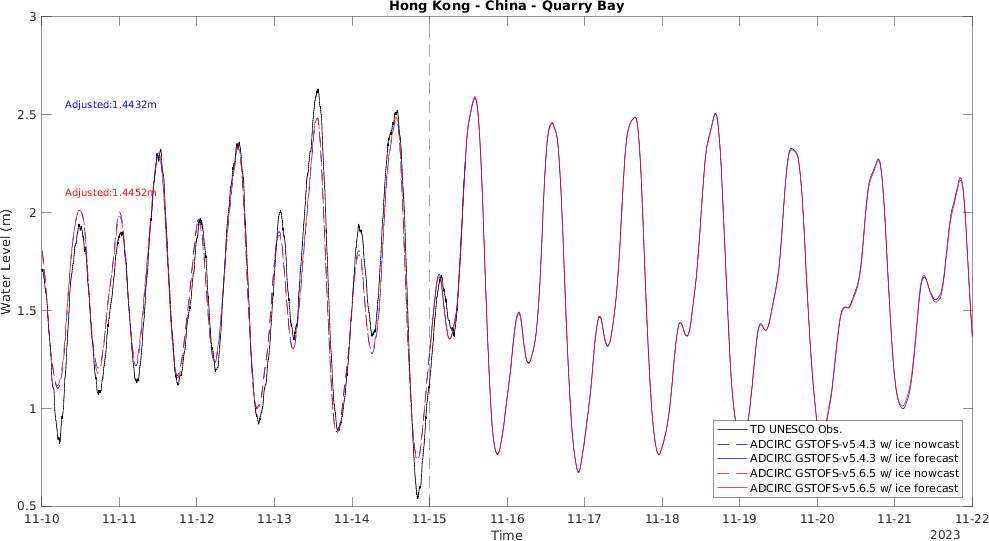 Hong Kong - China - Quarry Bay
3
2.5
2
1.5
1
0.5
Water Level (m)
Adjusted:1.4432m
Adjusted:1.4452m
TD UNESCO Obs.
ADCIRC GSTOFS-v5.4.3 w/ ice nowcast
ADCIRC GSTOFS-v5.4.3 w/ ice forecast
ADCIRC GSTOFS-v5.6.5 w/ ice nowcast
ADCIRC GSTOFS-v5.6.5 w/ ice forecast
11-10 11-11 11-12 11-13 11-14 11-15 11-16 11-17 11-18 11-19 11-20 11-21 11-22
Time
2023